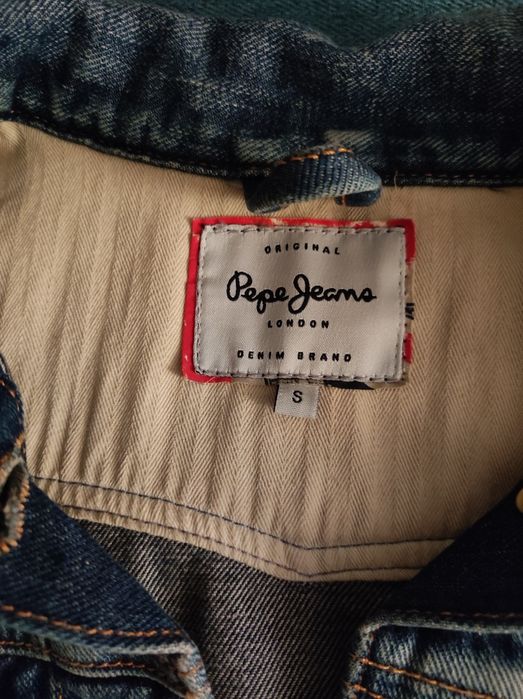 ORIGINAL
Pepe Jeans
LONDON
DENIM BRAND
S